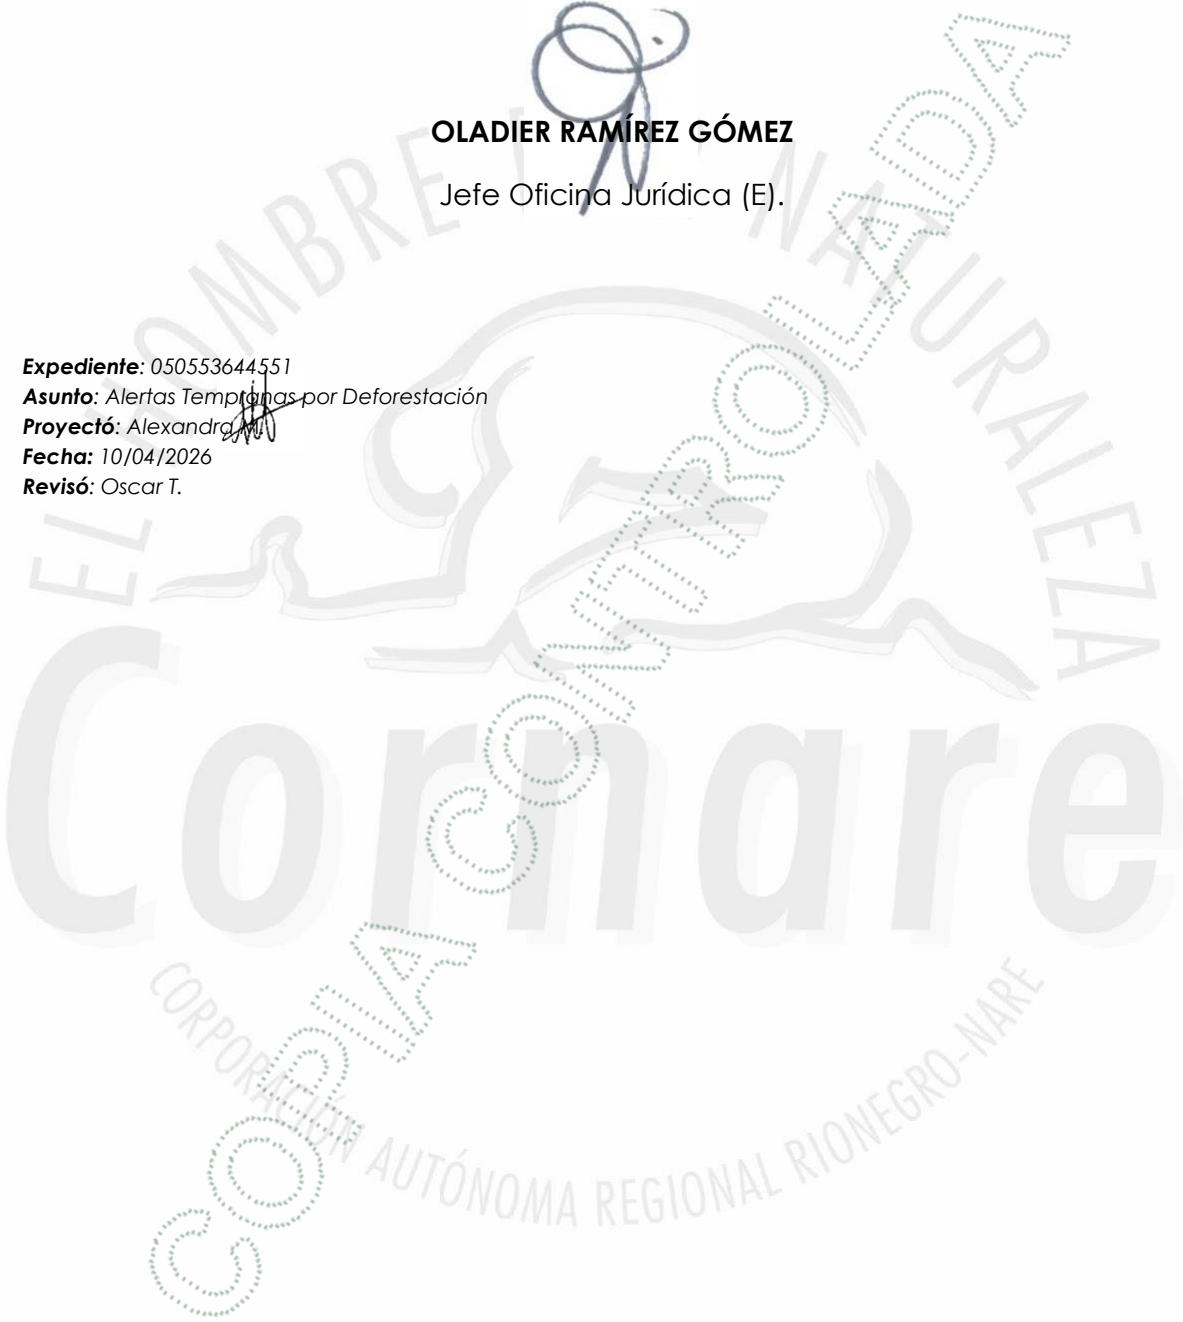 OLADIER RAMÍREZ GÓMEZ
Jefe Oficina Jurídica (E).
Expediente: 050553644551
Asunto: Alertas Tempranas por Deforestación
Proyectó: Alexandra M.
Fecha: 10/04/2026
Revisó: Oscar T.
EL HOMBRE NATURALEZA
Cornare
CORPORACIÓN AUTÓNOMA REGIONAL RIONEGRO-NARE
COPIA CONTROLADA